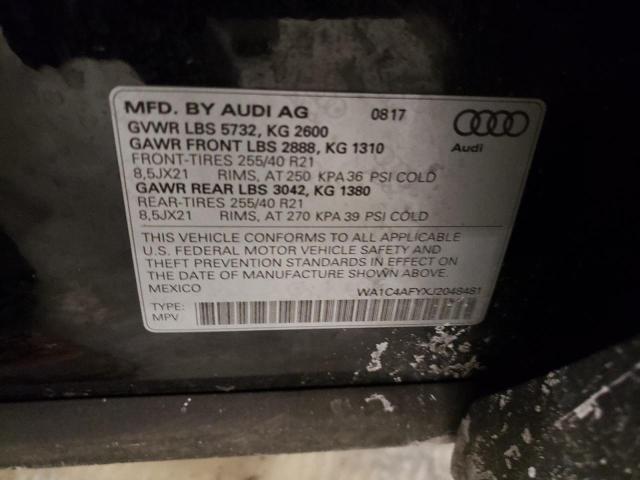 MFD. BY AUDI AG 0817
GVWR LBS 5732, KG 2600
GAWR FRONT LBS 2888, KG 1310
FRONT-TIRES 255/40 R21
8,5JX21 RIMS, AT 250 KPA 36 PSI COLD
GAWR REAR LBS 3042, KG 1380
REAR-TIRES 255/40 R21
8,5JX21 RIMS, AT 270 KPA 39 PSI COLD
Audi
THIS VEHICLE CONFORMS TO ALL APPLICABLE
U.S. FEDERAL MOTOR VEHICLE SAFETY AND
THEFT PREVENTION STANDARDS IN EFFECT ON
THE DATE OF MANUFACTURE SHOWN ABOVE.
MEXICO WA1C4AFYXJ2048481
TYPE:
MPV